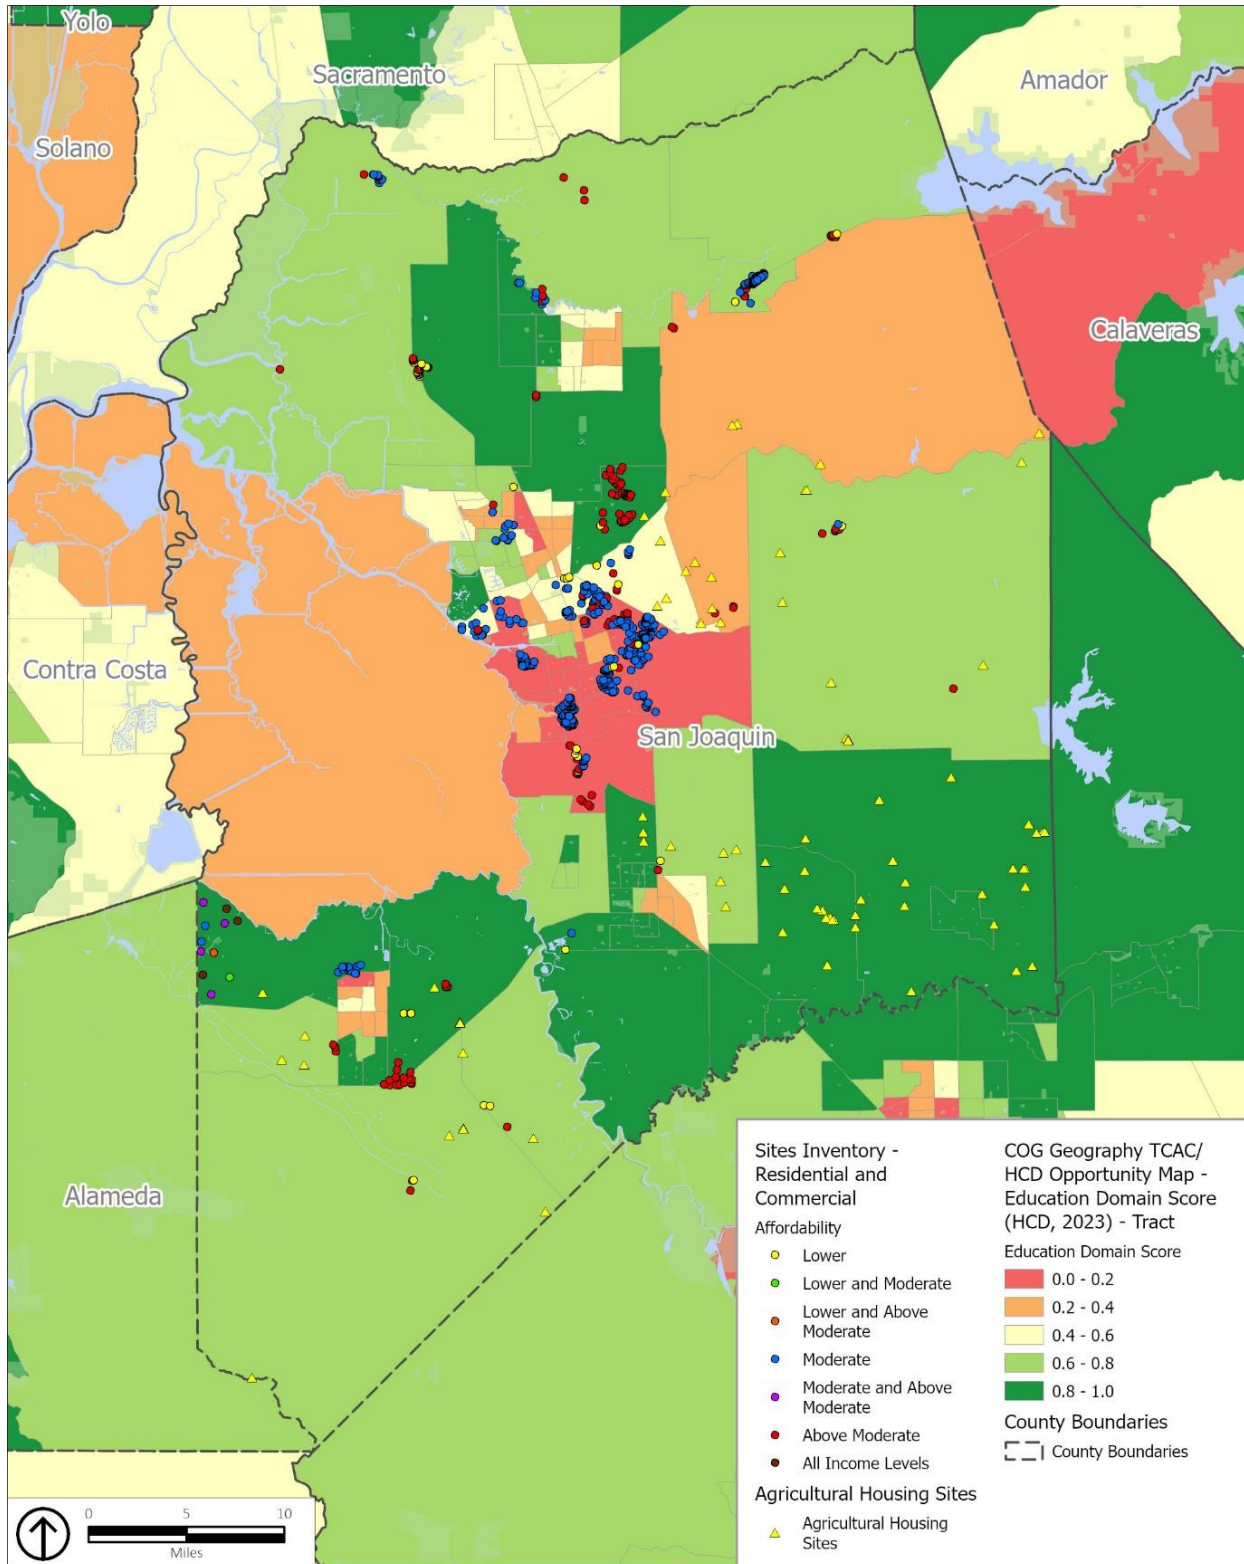 Yolo
Sacramento
Amador
Solano
Calaveras
Contra Costa
San Joaquin
Alameda
Sites Inventory -
Residential and
Commercial
Affordability
Lower
Lower and Moderate
Lower and Above
Moderate
Moderate
Moderate and Above
Moderate
Above Moderate
All Income Levels
Agricultural Housing Sites
Agricultural Housing
Sites
COG Geography TCAC/
HCD Opportunity Map -
Education Domain Score
(HCD, 2023) - Tract
Education Domain Score
0.0 - 0.2
0.2 - 0.4
0.4 - 0.6
0.6 - 0.8
0.8 - 1.0
County Boundaries
County Boundaries
0 5 10
Miles